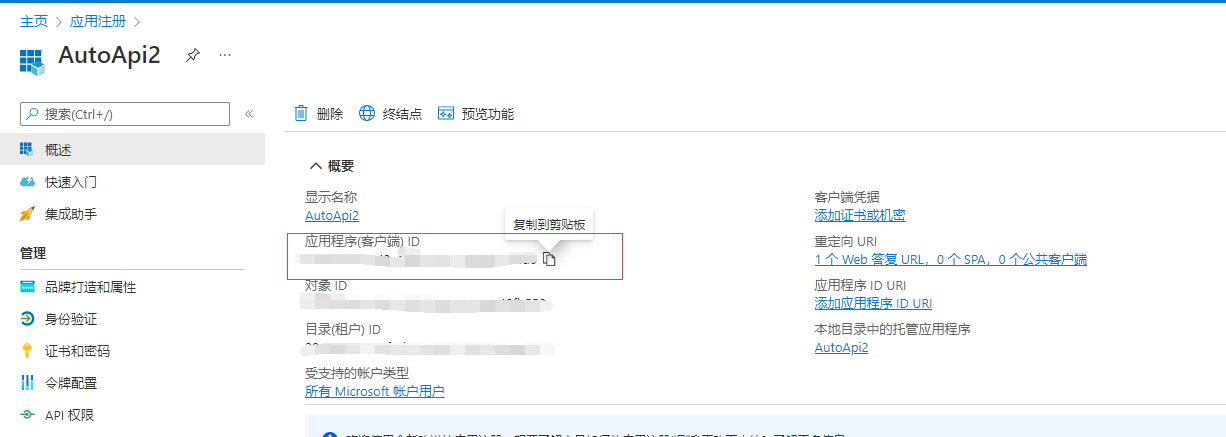 主页 > 应用注册 >
AutoApi2
搜索(Ctrl+/)
概述
快速入门
集成助手
管理
品牌打造和属性
身份验证
证书和密码
令牌配置
API 权限
删除
终结点
预览功能
概要
显示名称
AutoApi2
复制到剪贴板
应用程序(客户端) ID
对象 ID
目录(租户) ID
受支持的帐户类型
所有 Microsoft 帐户用户
客户端凭据
添加证书或机密
重定向 URI
1 个 Web 答复 URL，0 个 SPA，0 个公共客户端
应用程序 ID URI
添加应用程序 ID URI
本地目录中的托管应用程序
AutoApi2